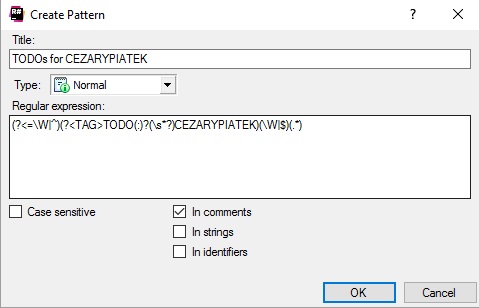 R#
Create Pattern
?
Title:
TODOs for CEZARYPIATEK
Type: Normal
Regular expression:
(?<=\W|^)(?<TAG>TODO(:)?(\s*?)CEZARYPIATEK)(\W|$)(.*)
Case sensitive
In comments
In strings
In identifiers
OK Cancel